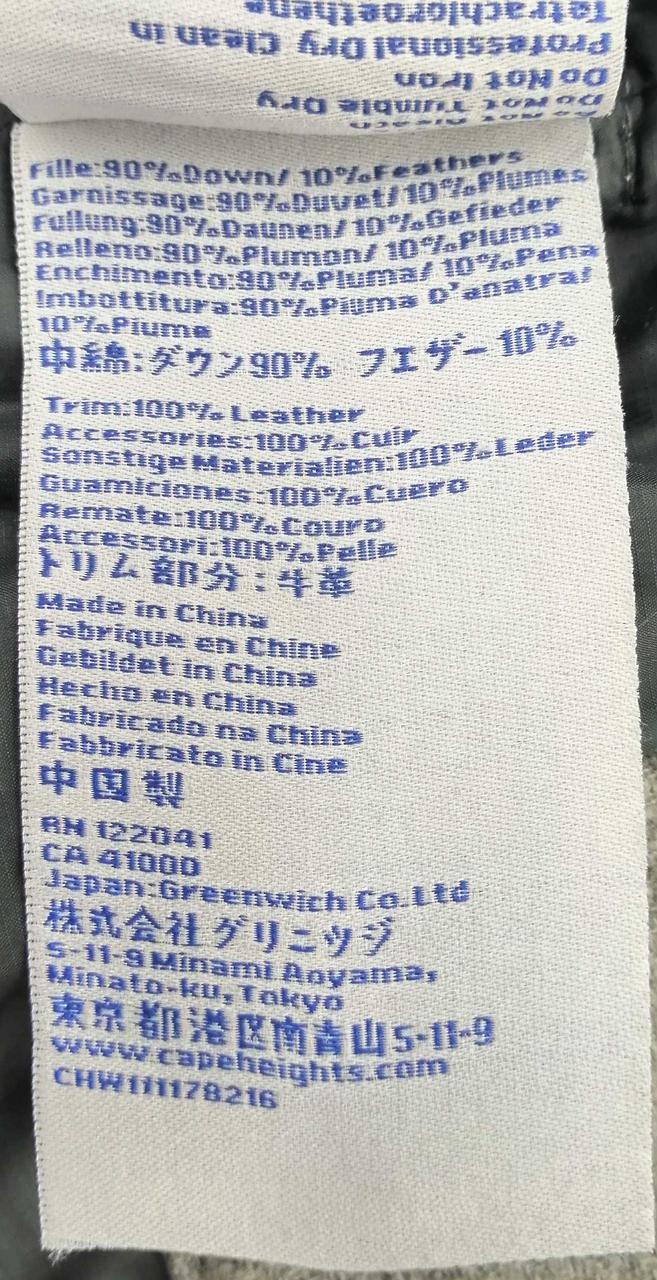 Tetrachloroethene
Professional Dry Clean in
Do Not Iron
Do Not Tumble Dry
Do Not Bleach
Fille:90%Down/ 10%Feathers
Garnissage:90%Duvet/10%Plumes
Fullung:90%Daunen/ 10%Gefieder
Relleno:90%Plumon/ 10%Pluma
Enchimento:90%Pluma/ 10%Pena
Imbottitura:90%Piuma D'anatra/
10%Piume
中綿:ダウン90% フエザー10%
Trim:100% Leather
Accessories:100%Cuir
Sonstige Materialien:100%Leder
Guarniciones:100%Cuero
Remate:100%Couro
Accessori:100%Pelle
トリム部分:牛革
Made in China
Fabrique en Chine
Gebildet in China
Hecho en China
Fabricado na China
Fabbricato in Cine
中国製
RN 122041
CA 41000
Japan:Greenwich Co.Ltd
株式会社グリニッジ
5-11-9 Minami Aoyama,
Minato-ku, Tokyo
東京都港区南青山5-11-9
www.capeheights.com
CHW111178216